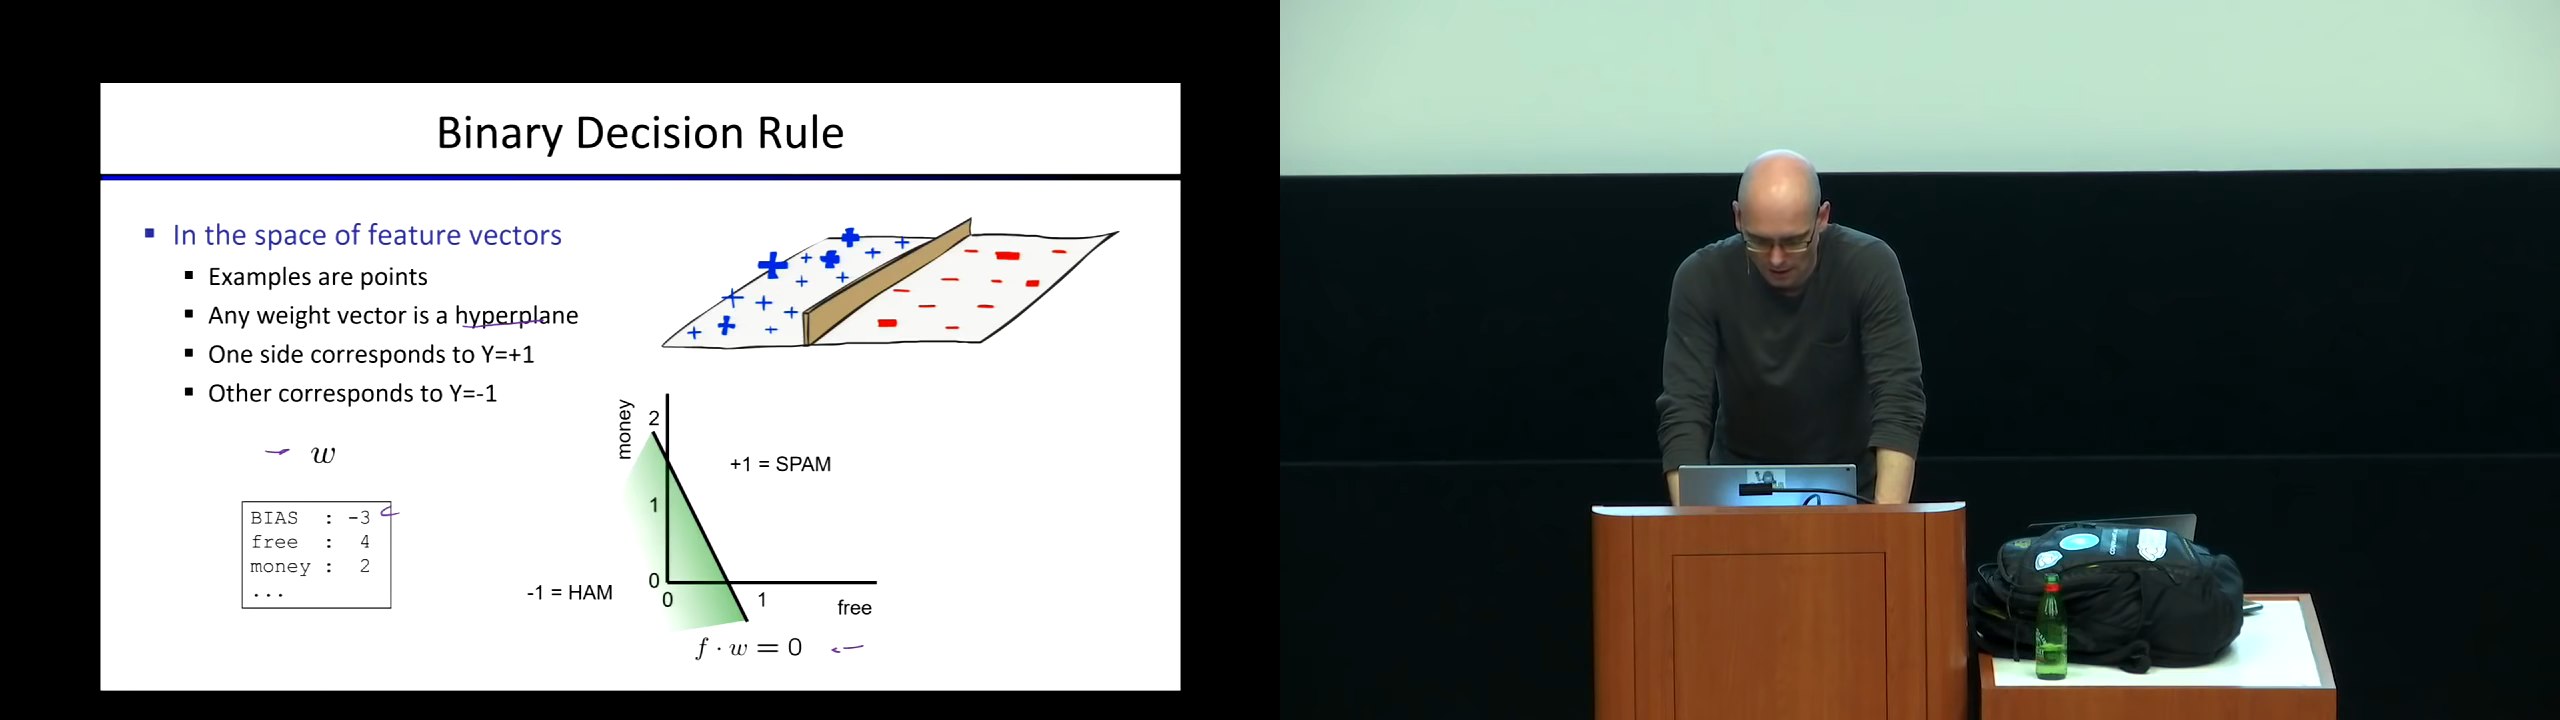 Binary Decision Rule
In the space of feature vectors
Examples are points
Any weight vector is a hyperplane
One side corresponds to Y=+1
Other corresponds to Y=-1
w
BIAS : -3
free : 4
money : 2
...
money
2
1
0
0
1
free
+1 = SPAM
-1 = HAM
f · w = 0